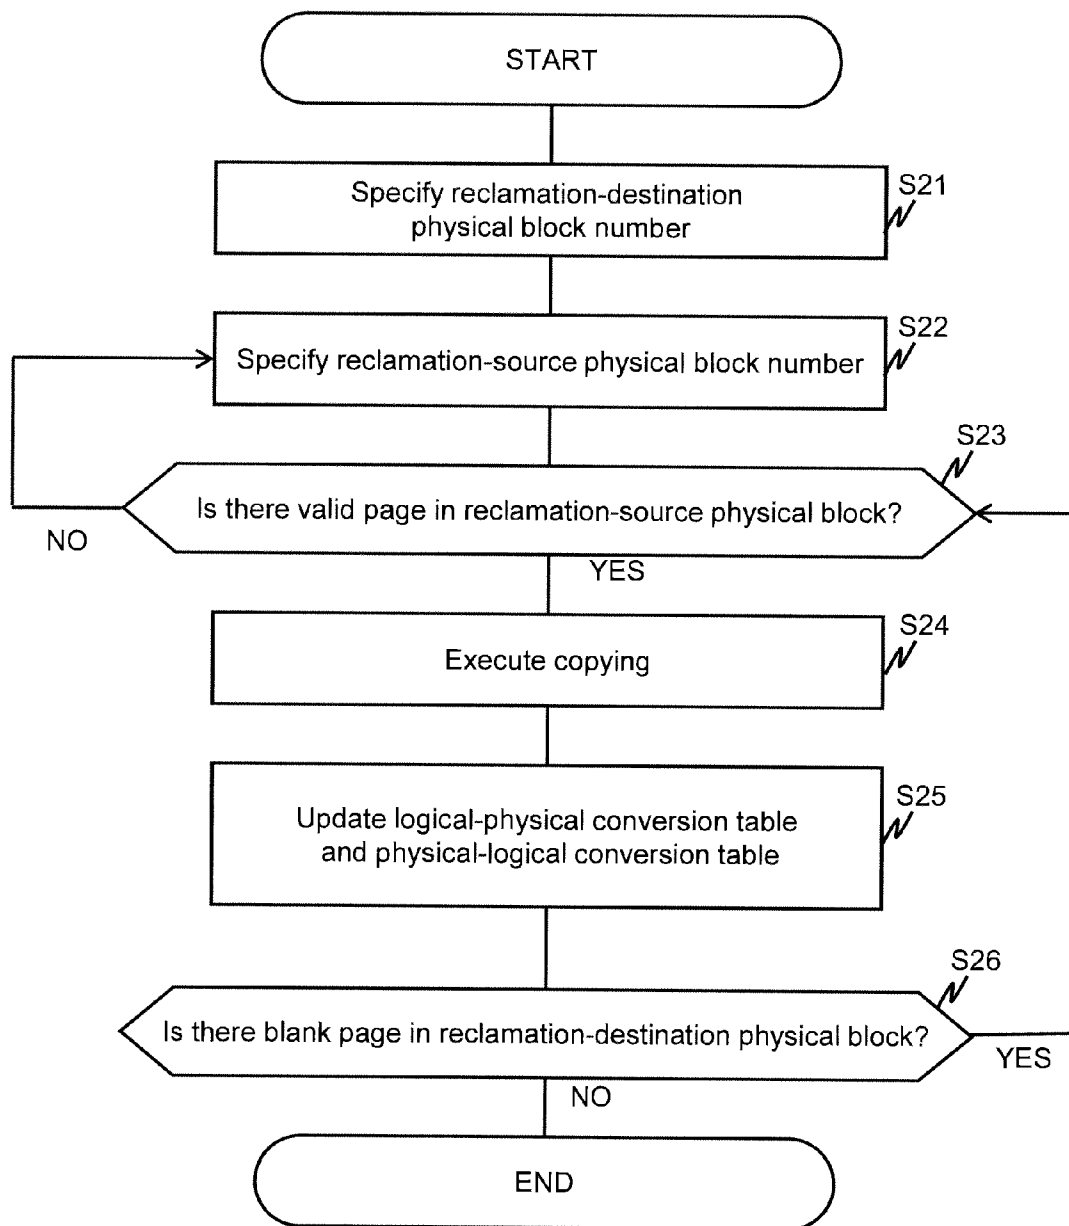 START
Specify reclamation-destination
physical block number
S21
Specify reclamation-source physical block number
S22
S23
Is there valid page in reclamation-source physical block?
NO
YES
S24
Execute copying
S25
Update logical-physical conversion table
and physical-logical conversion table
S26
Is there blank page in reclamation-destination physical block?
YES
NO
END